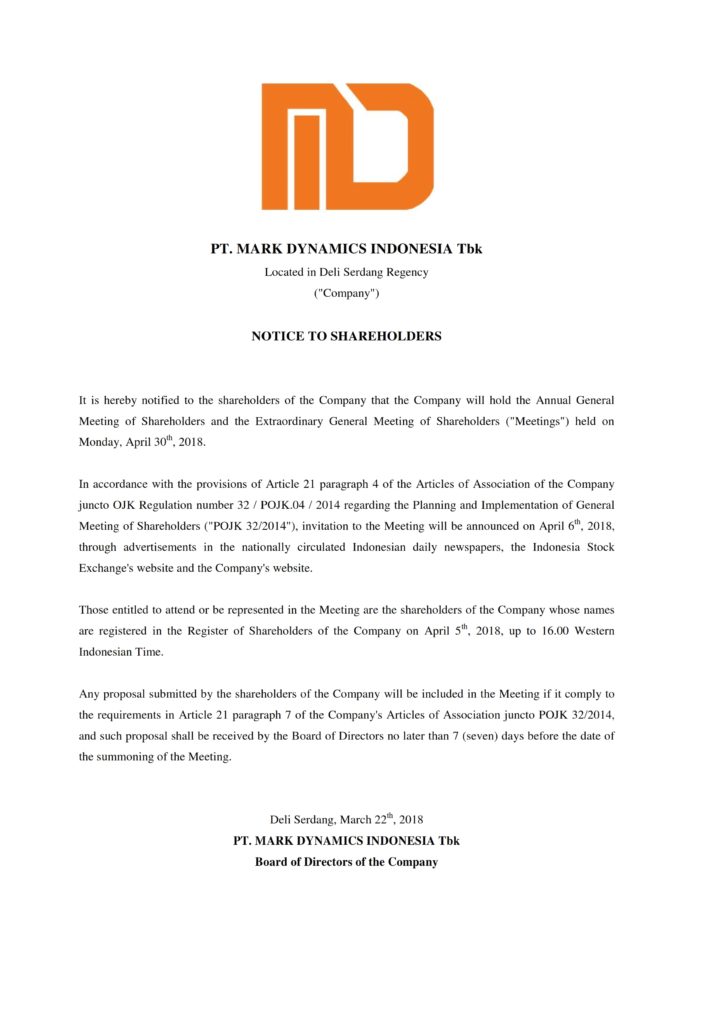 PT. MARK DYNAMICS INDONESIA Tbk
Located in Deli Serdang Regency
("Company")
NOTICE TO SHAREHOLDERS
It is hereby notified to the shareholders of the Company that the Company will hold the Annual General
Meeting of Shareholders and the Extraordinary General Meeting of Shareholders ("Meetings") held on
Monday, April 30th, 2018.
In accordance with the provisions of Article 21 paragraph 4 of the Articles of Association of the Company
juncto OJK Regulation number 32 / POJK.04 / 2014 regarding the Planning and Implementation of General
Meeting of Shareholders ("POJK 32/2014"), invitation to the Meeting will be announced on April 6th, 2018,
through advertisements in the nationally circulated Indonesian daily newspapers, the Indonesia Stock
Exchange's website and the Company's website.
Those entitled to attend or be represented in the Meeting are the shareholders of the Company whose names
are registered in the Register of Shareholders of the Company on April 5th, 2018, up to 16.00 Western
Indonesian Time.
Any proposal submitted by the shareholders of the Company will be included in the Meeting if it comply to
the requirements in Article 21 paragraph 7 of the Company's Articles of Association juncto POJK 32/2014,
and such proposal shall be received by the Board of Directors no later than 7 (seven) days before the date of
the summoning of the Meeting.
Deli Serdang, March 22th, 2018
PT. MARK DYNAMICS INDONESIA Tbk
Board of Directors of the Company